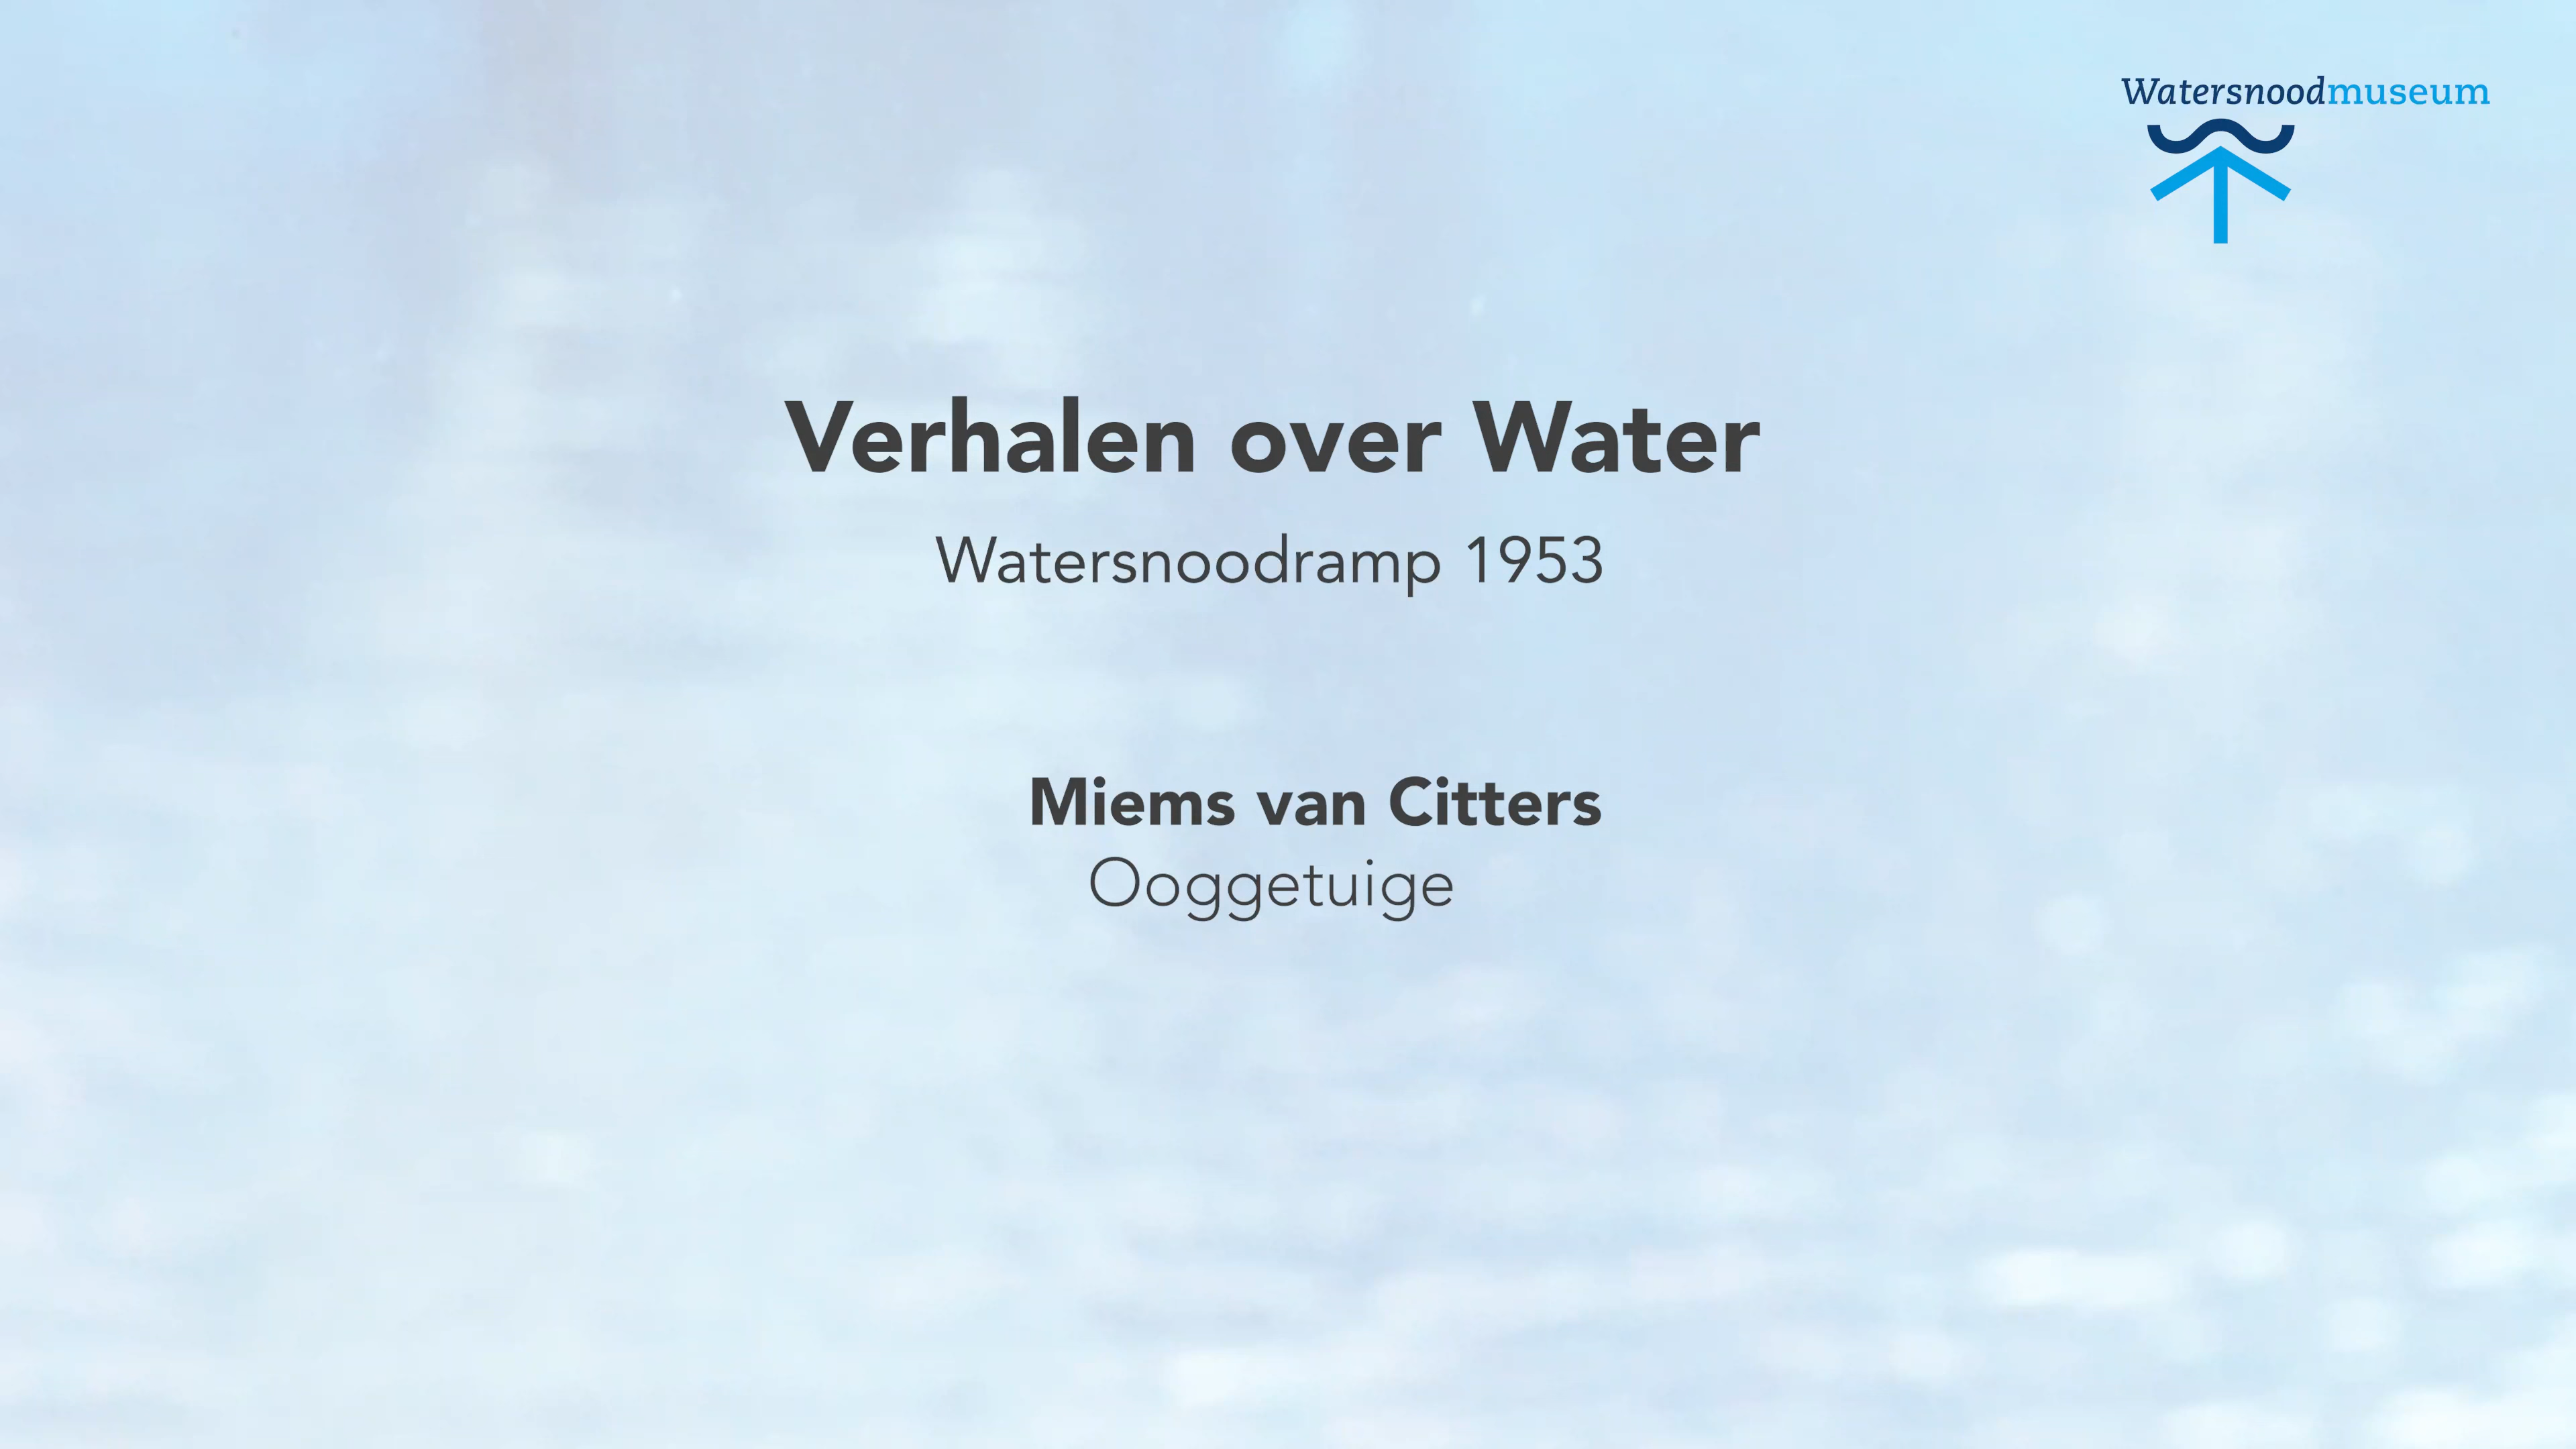 Watersnoodmuseum
Verhalen over Water
Watersnoodramp 1953
Miems van Citters
Ooggetuige